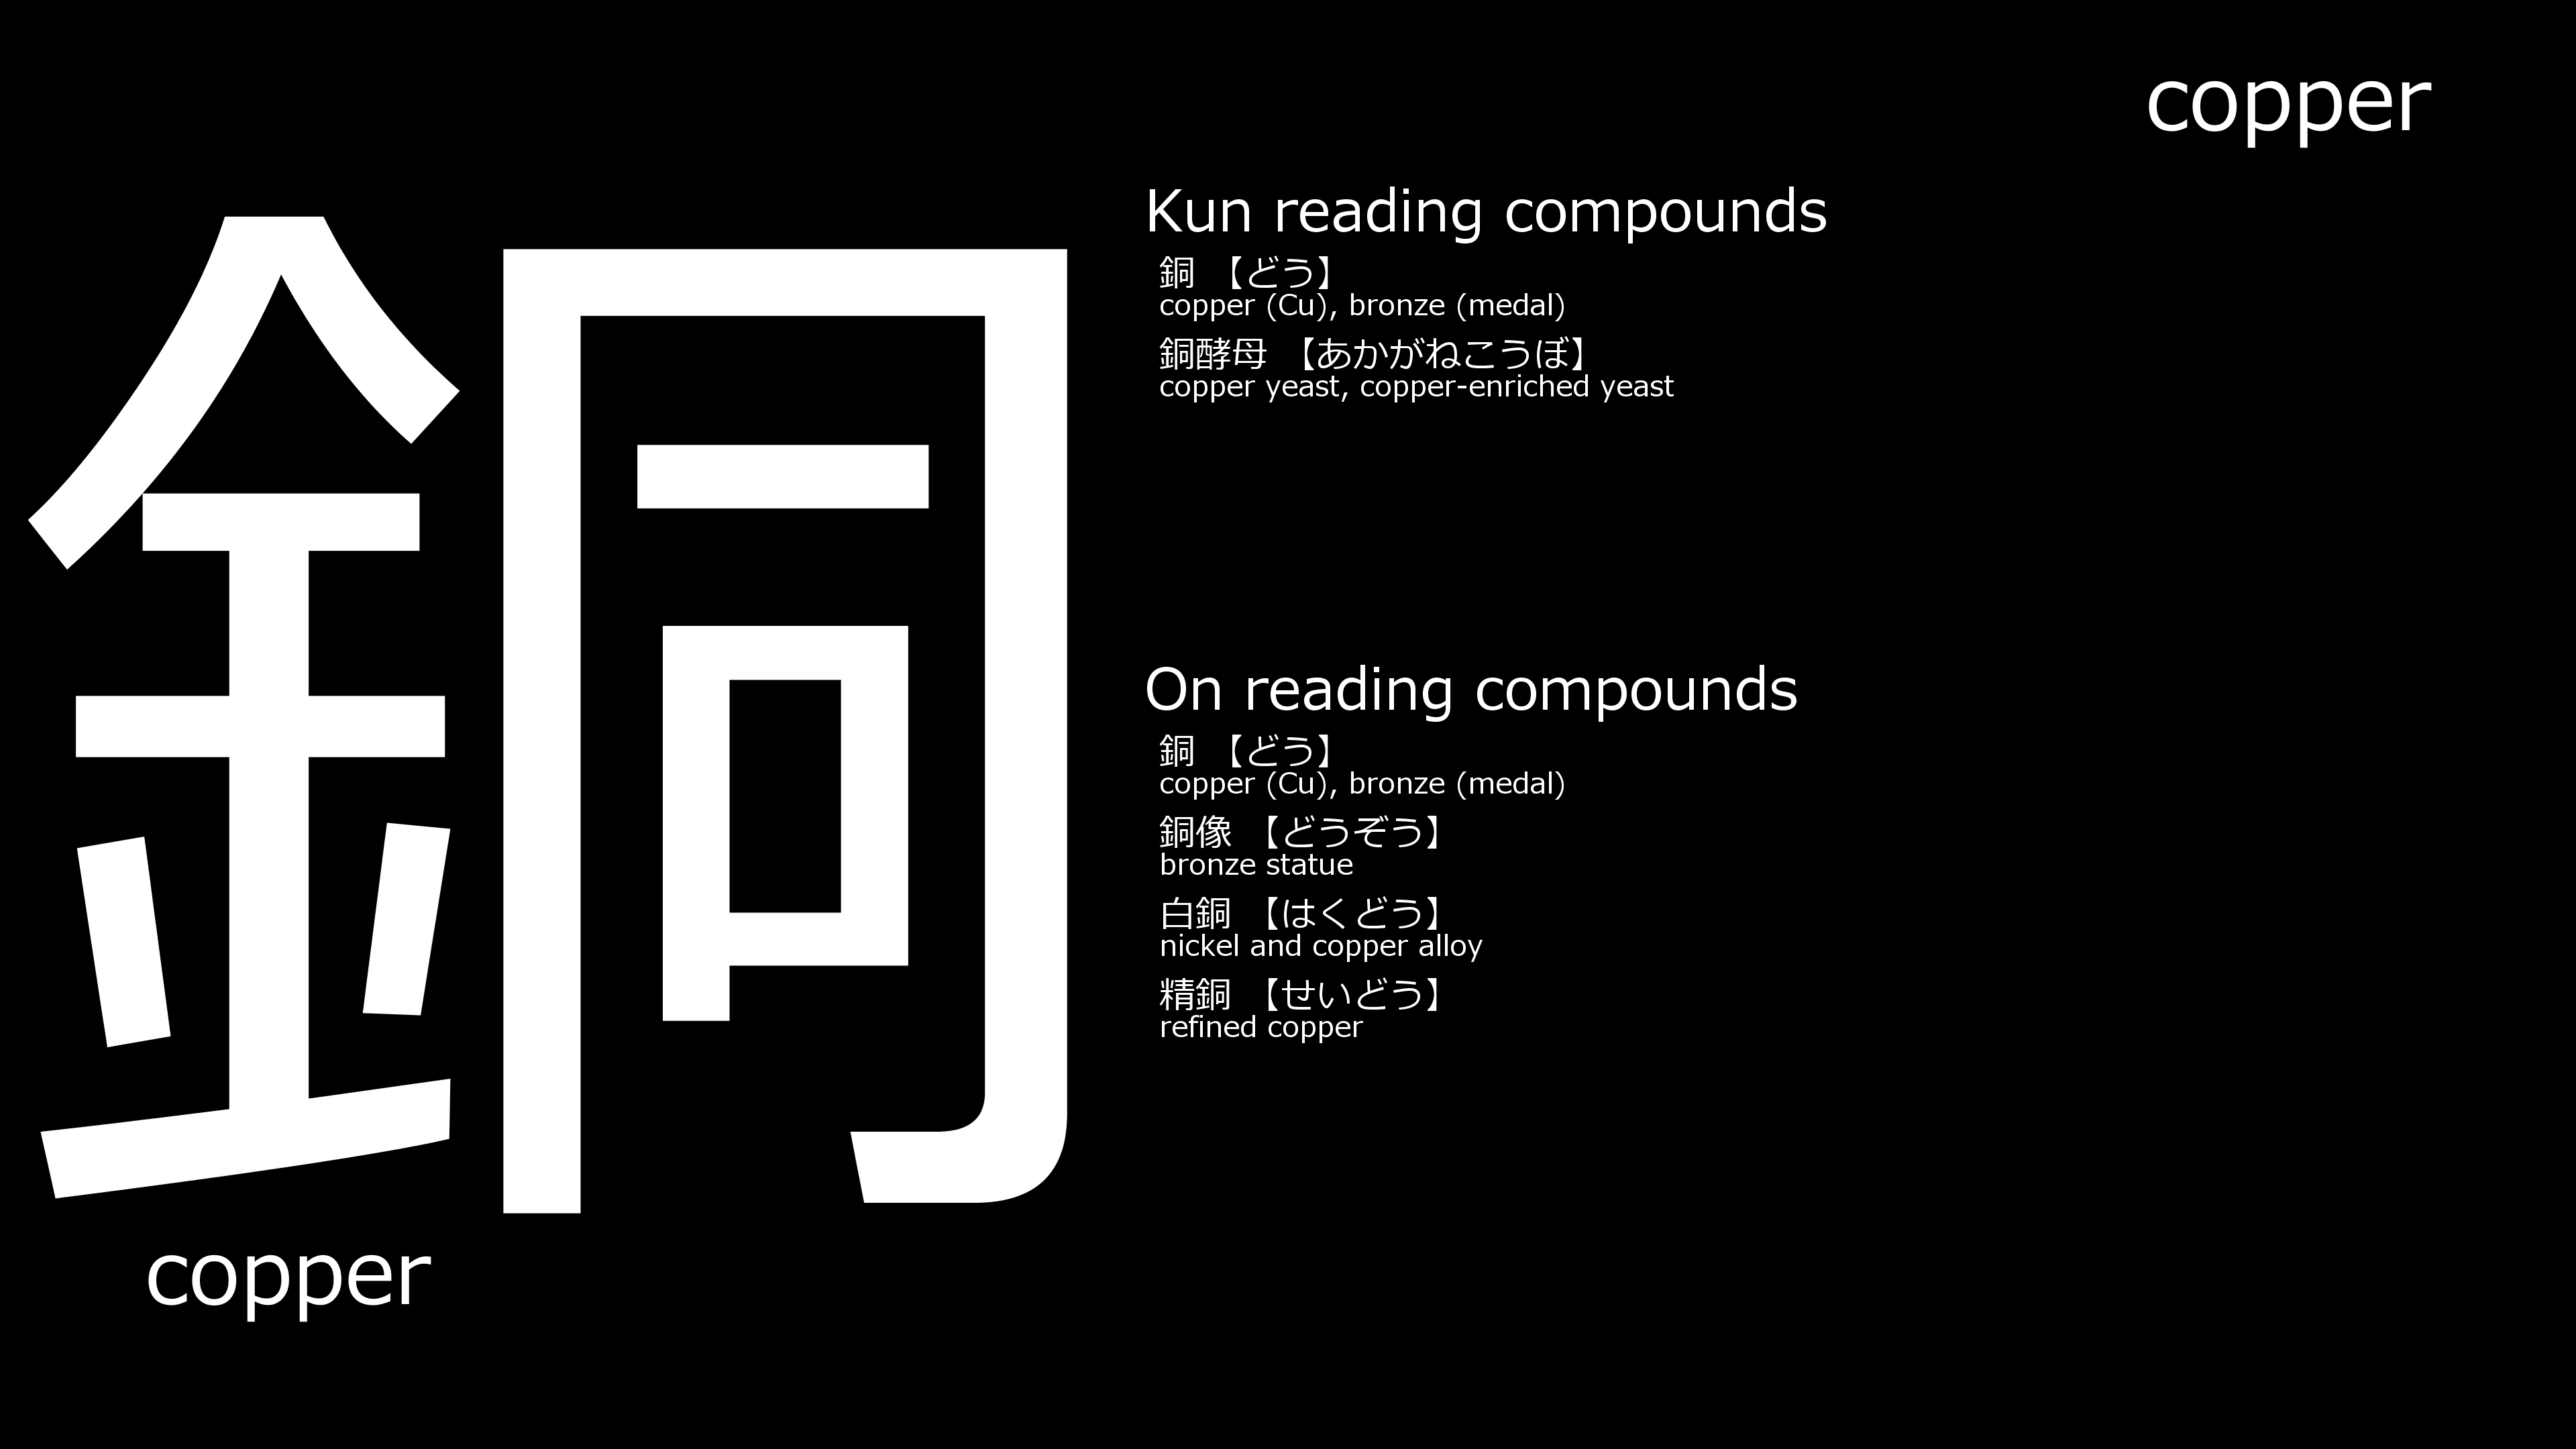 copper
銅
copper
Kun reading compounds
銅 【どう】
copper (Cu), bronze (medal)
銅酵母 【あかがねこうぼ】
copper yeast, copper-enriched yeast
On reading compounds
銅 【どう】
copper (Cu), bronze (medal)
銅像 【どうぞう】
bronze statue
白銅 【はくどう】
nickel and copper alloy
精銅 【せいどう】
refined copper